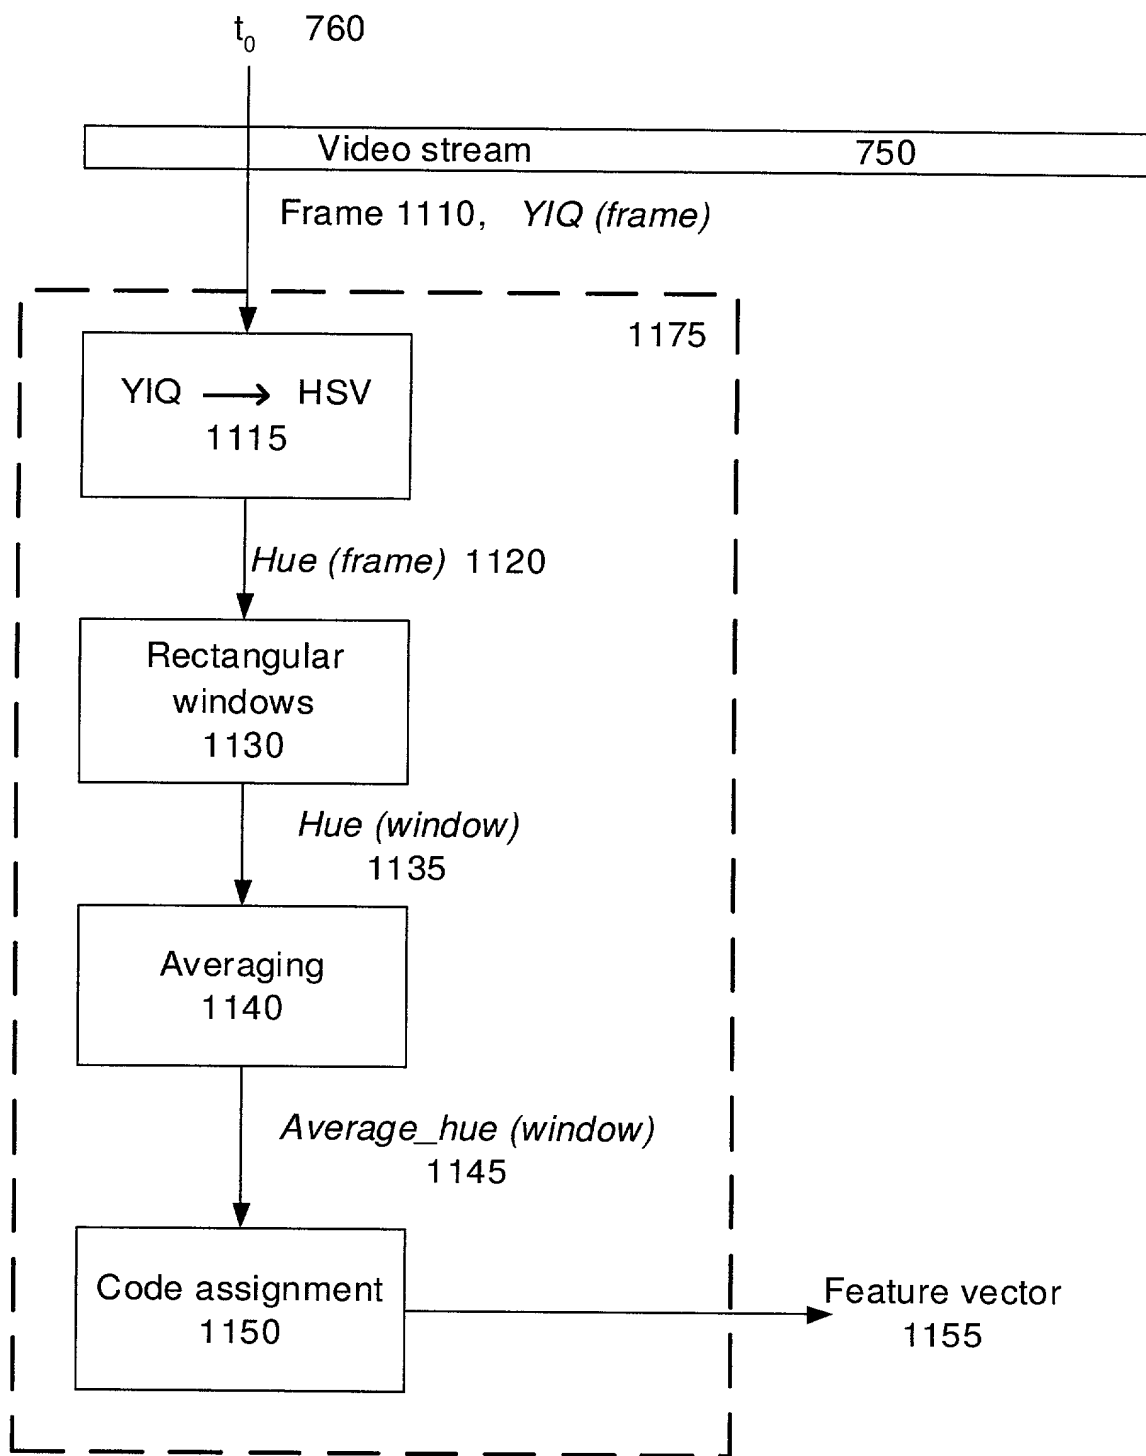 t0 760
Video stream 750
Frame 1110, YIQ (frame)
1175
YIQ → HSV
1115
Hue (frame) 1120
Rectangular
windows
1130
Hue (window)
1135
Averaging
1140
Average_hue (window)
1145
Code assignment
1150
Feature vector
1155